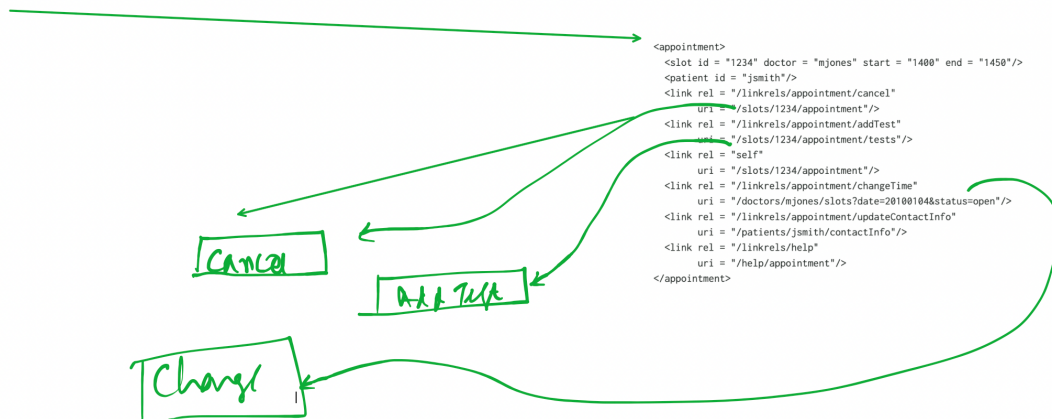 <appointment>
<slot id = "1234" doctor = "mjones" start = "1400" end = "1450"/>
<patient id = "jsmith"/>
<link rel = "/linkrels/appointment/cancel"
uri = "/slots/1234/appointment"/>
<link rel = "/linkrels/appointment/addTest"
uri = "/slots/1234/appointment/tests"/>
<link rel = "self"
uri = "/slots/1234/appointment"/>
<link rel = "/linkrels/appointment/changeTime"
uri = "/doctors/mjones/slots?date=20100104&status=open"/>
<link rel = "/linkrels/appointment/updateContactInfo"
uri = "/patients/jsmith/contactInfo"/>
<link rel = "/linkrels/help"
uri = "/help/appointment"/>
</appointment>
Cancel
Add Test
Change